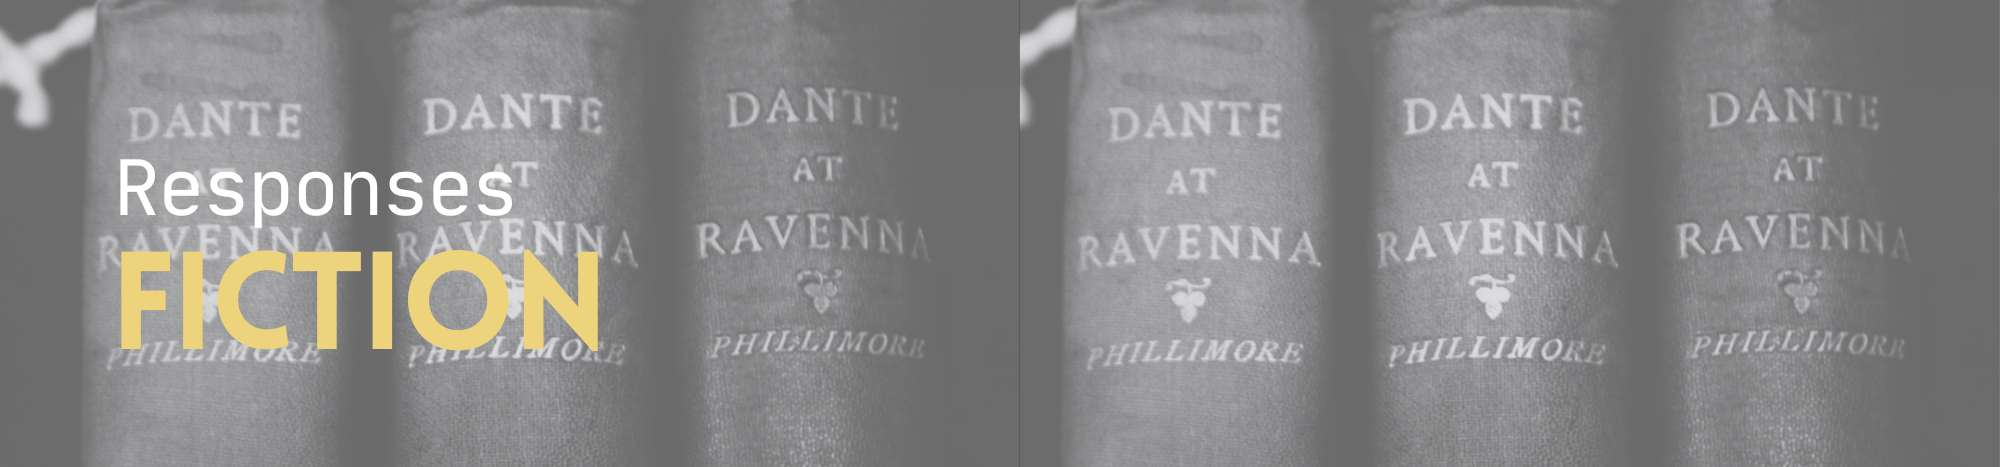 Responses
FICTION
DANTE
AT
RAVENNA
PHILLIMORE
DANTE
AT
RAVENNA
PHILLIMORE
DANTE
AT
RAVENNA
PHILLIMORE
DANTE
AT
RAVENNA
PHILLIMORE
DANTE
AT
RAVENNA
PHILLIMORE
DANTE
AT
RAVENNA
PHILLIMORE